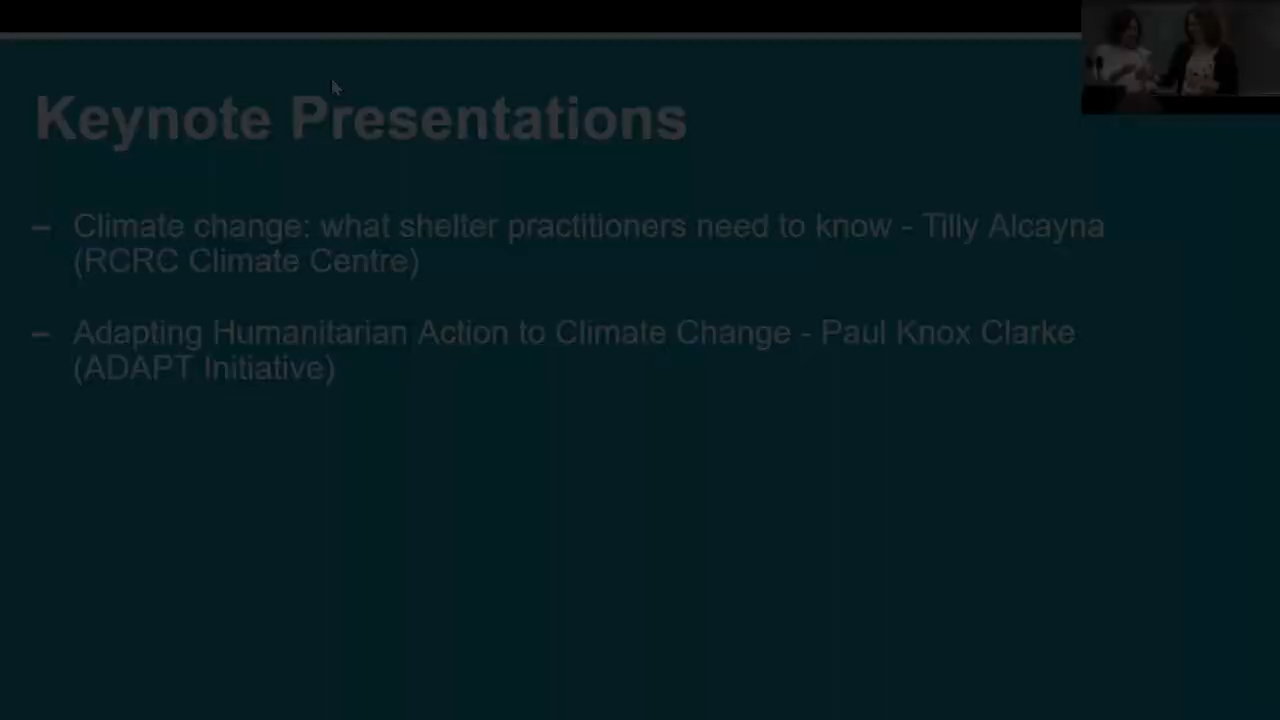 Keynote Presentations
– Climate change: what shelter practitioners need to know - Tilly Alcayna
(RCRC Climate Centre)
– Adapting Humanitarian Action to Climate Change - Paul Knox Clarke
(ADAPT Initiative)